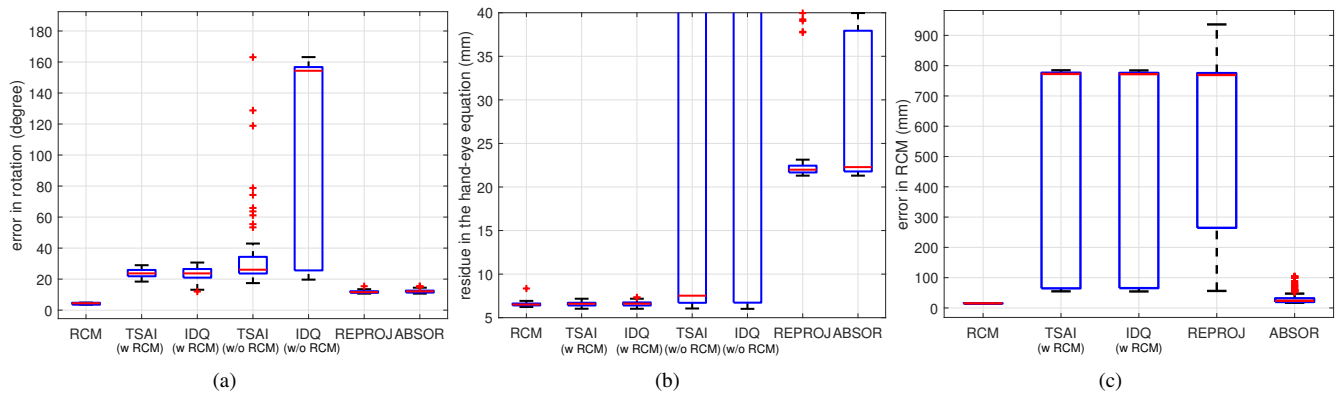 error in rotation (degree)
180
160
140
120
100
80
60
40
20
0
RCM TSAI IDQ TSAI IDQ REPROJ ABSOR
(w RCM) (w RCM) (w/o RCM) (w/o RCM)
(a)
residue in the hand-eye equation (mm)
40
35
30
25
20
15
10
5
RCM TSAI IDQ TSAI IDQ REPROJ ABSOR
(w RCM) (w RCM) (w/o RCM) (w/o RCM)
(b)
error in RCM (mm)
900
800
700
600
500
400
300
200
100
0
RCM TSAI IDQ REPROJ ABSOR
(w RCM) (w RCM)
(c)